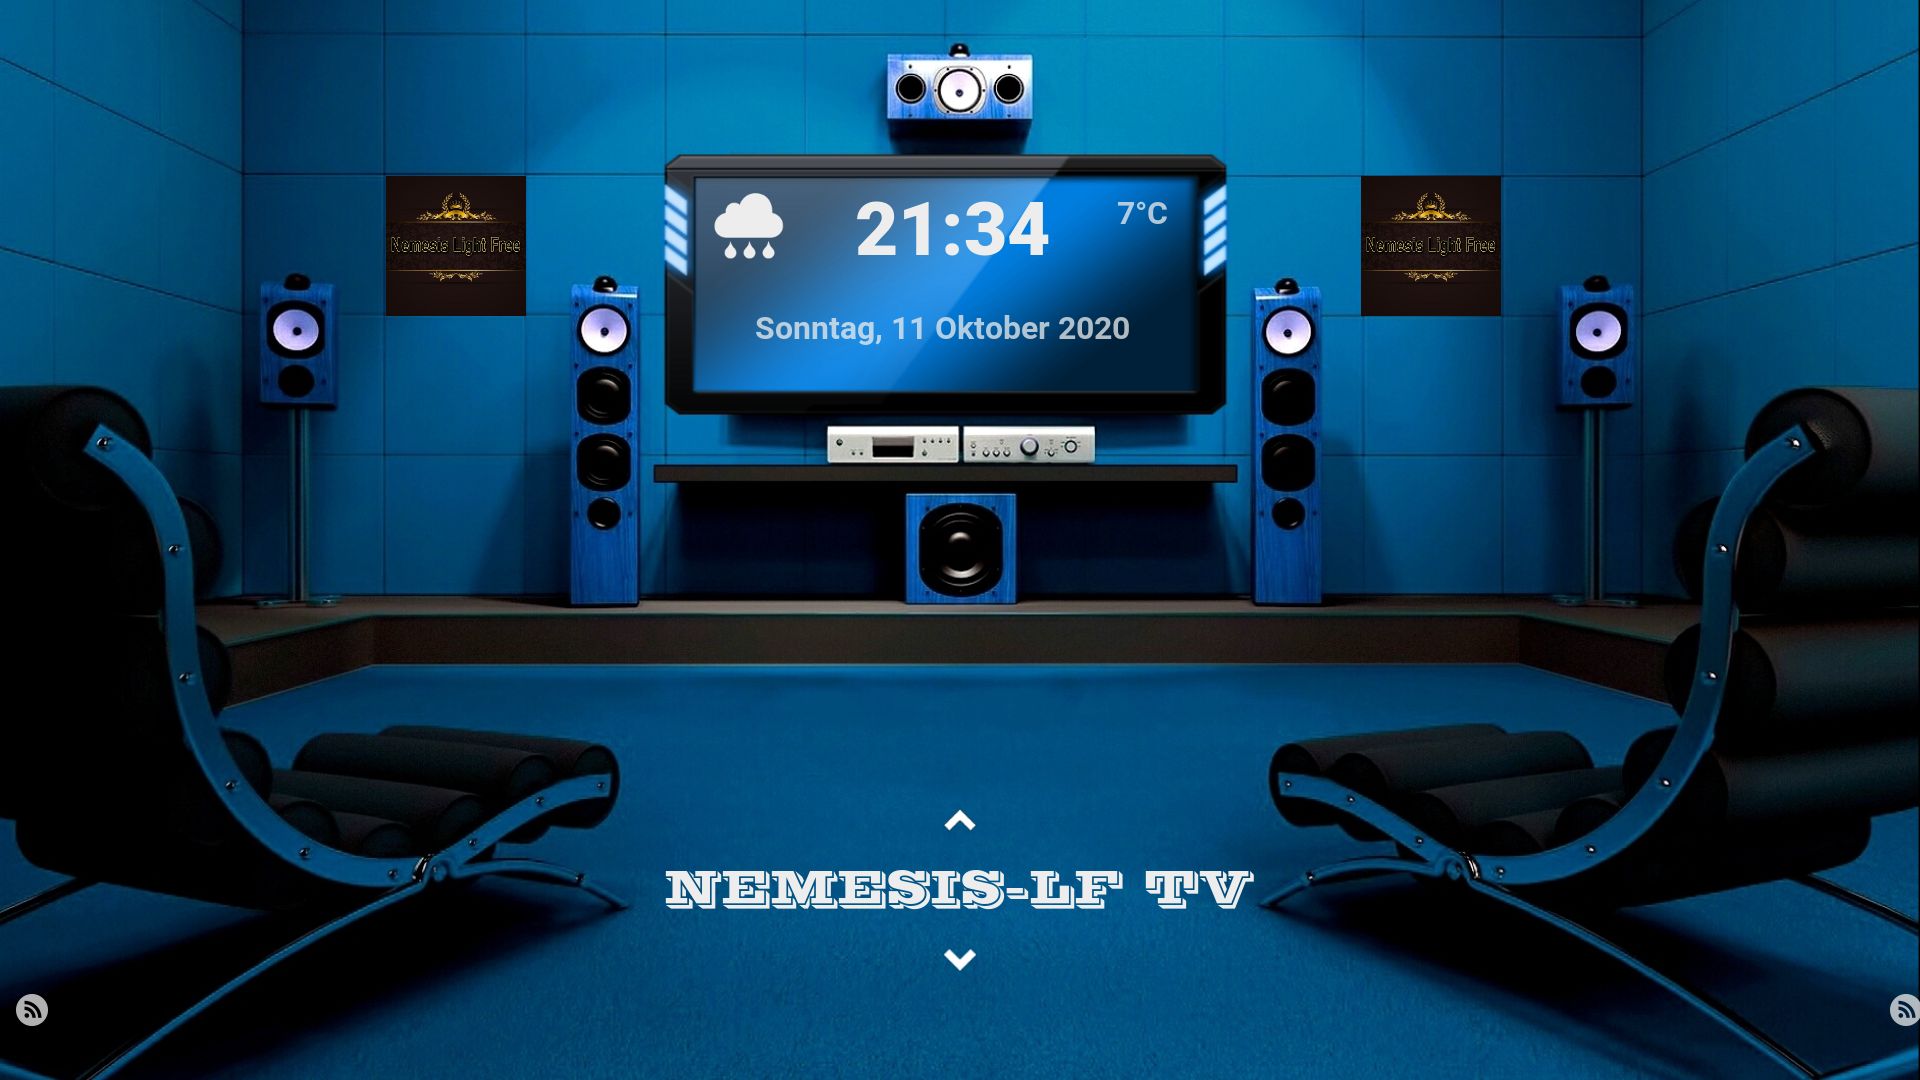 21:34
7°C
Nemesis Light Free
Nemesis Light Free
Sonntag, 11 Oktober 2020
NEMESIS-LF TV